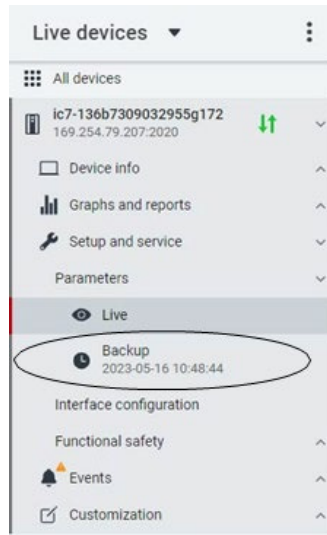 Live devices
All devices
ic7-136b7309032955g172
169.254.79.207:2020
Device info
Graphs and reports
Setup and service
Parameters
Live
Backup
2023-05-16 10:48:44
Interface configuration
Functional safety
Events
Customization